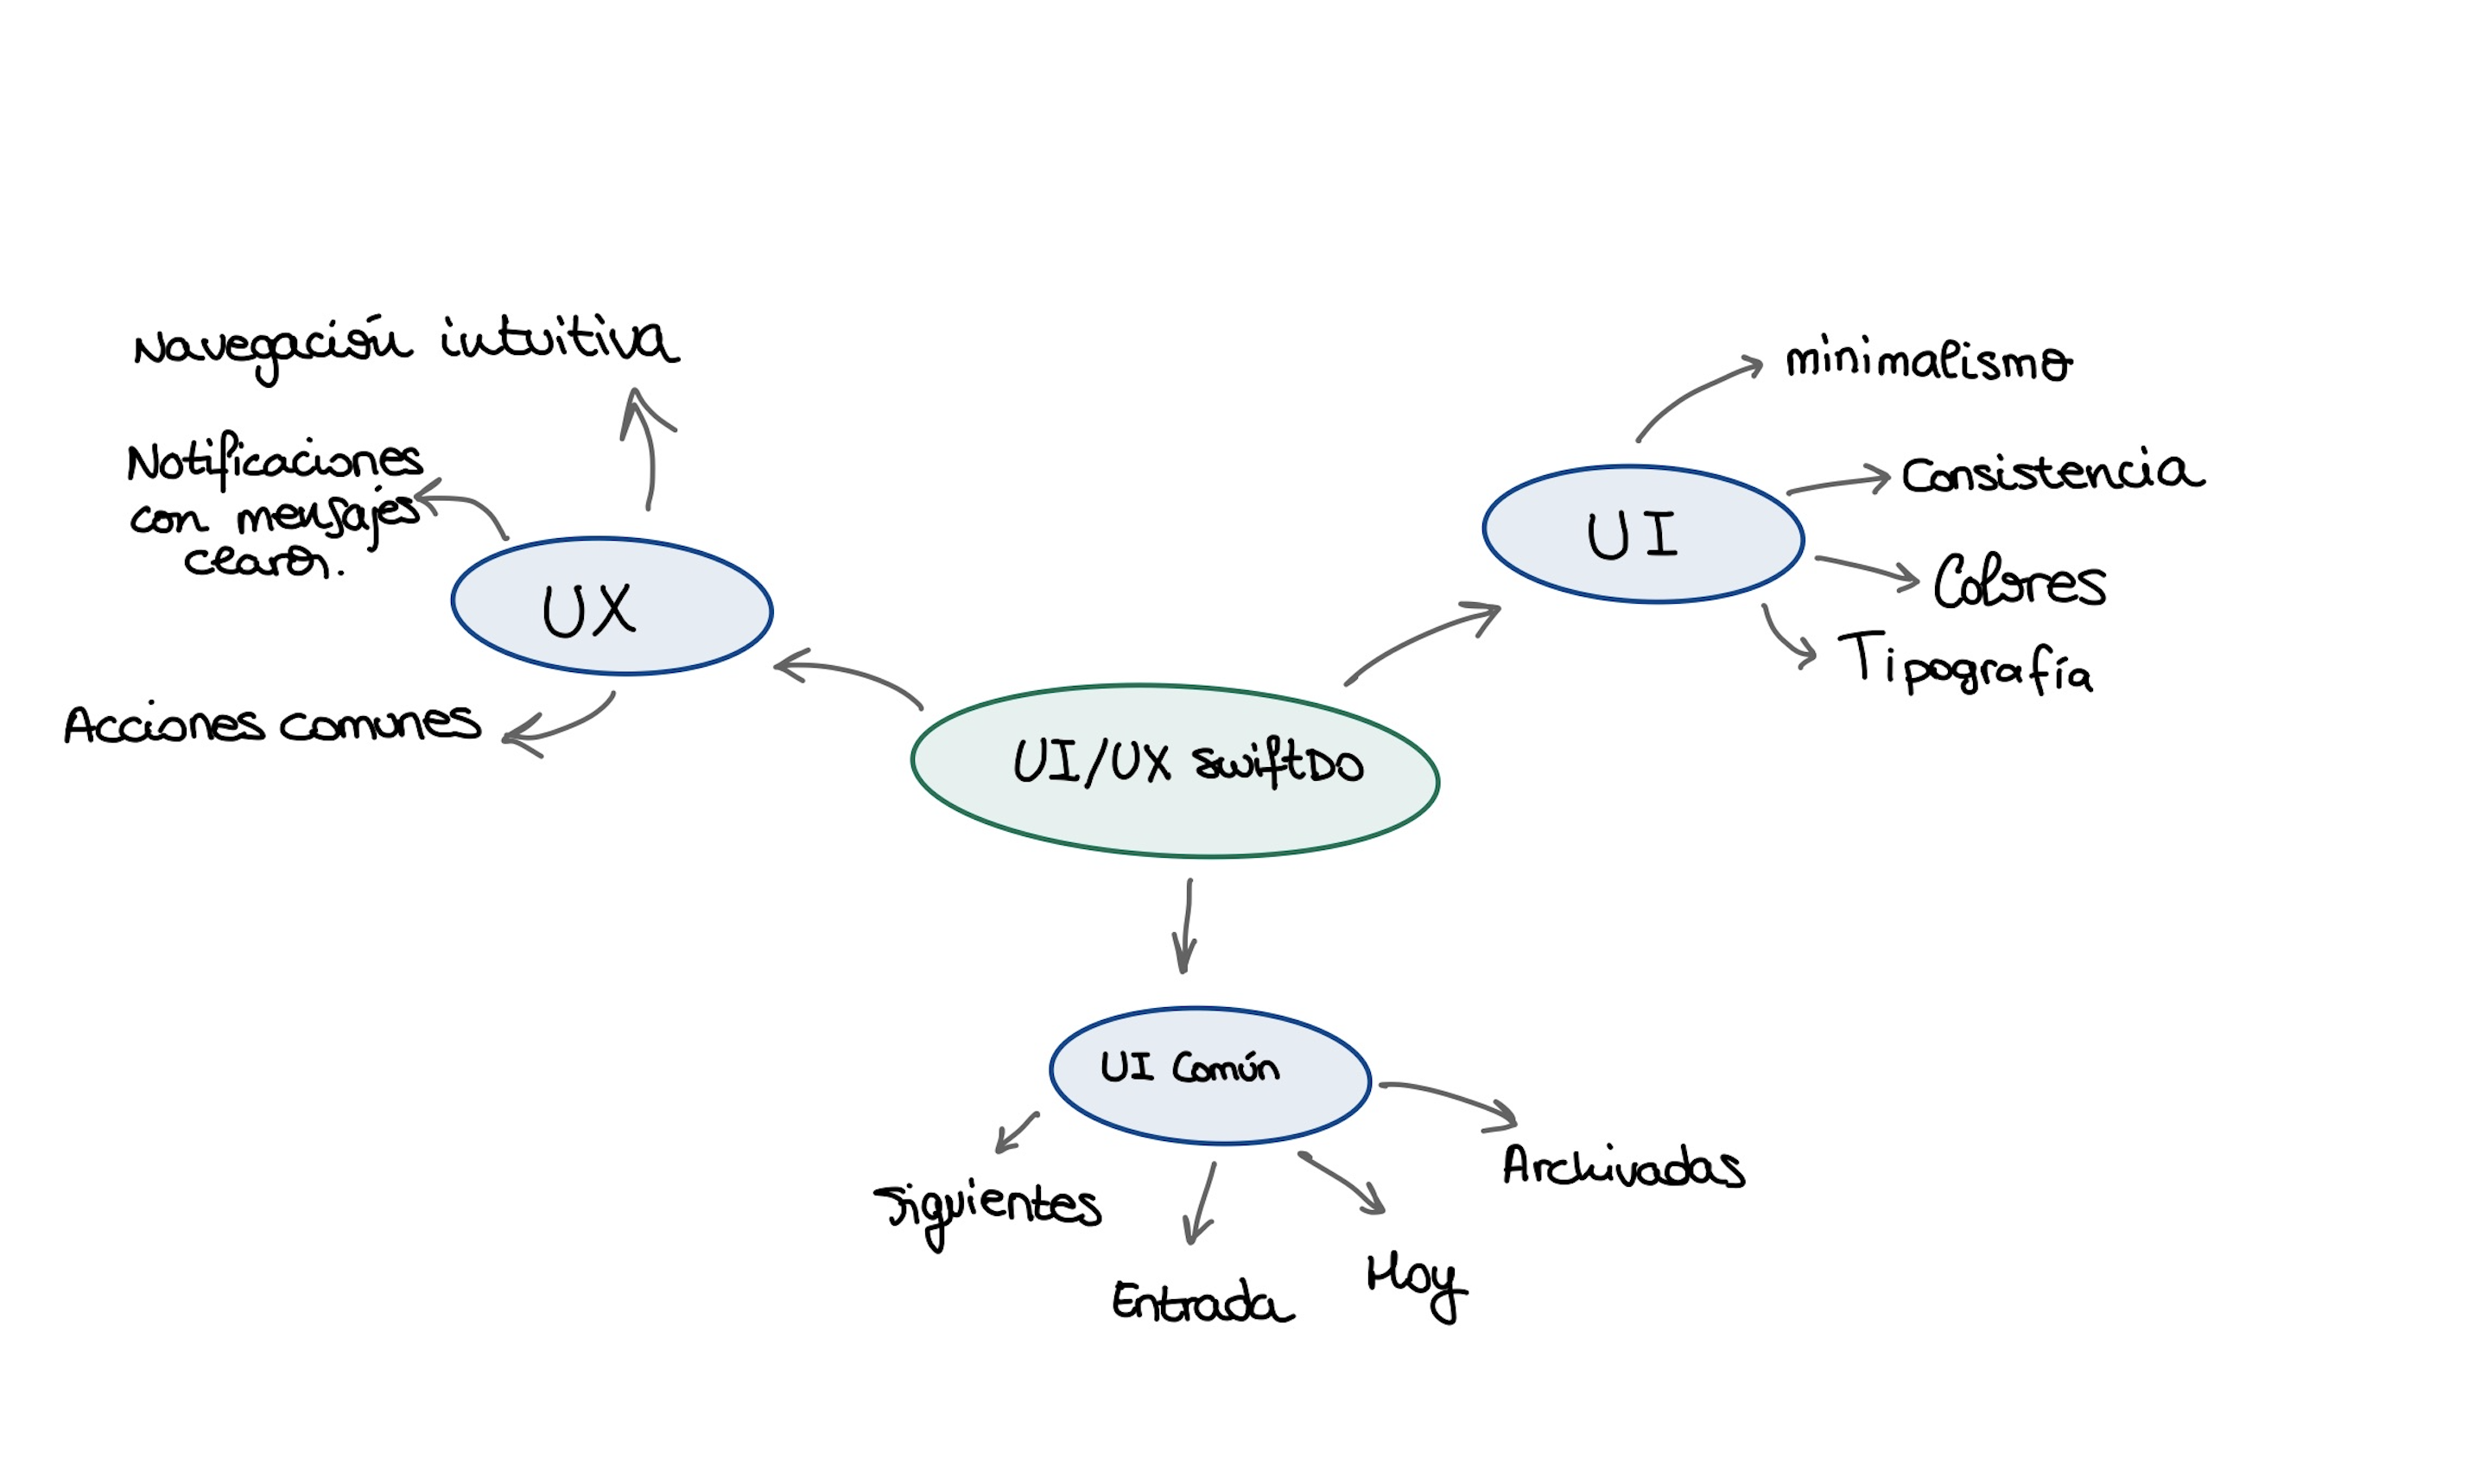 Navegación intuitiva
Notificaciones
con mensajes
claros.
UX
Acciones comunes
minimalismo
Consistencia
UI
Colores
Tipografía
UI/UX SwiftDO
UI Común
Siguientes
Entrada
Hoy
Archivadas